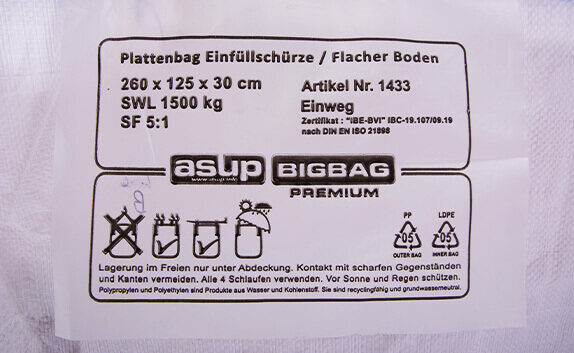 Plattenbag Einfüllschürze / Flacher Boden
260 x 125 x 30 cm
SWL 1500 kg
SF 5:1
Artikel Nr. 1433
Einweg
Zertifikat : "IBE-BVI" IBC-19.107/09.19
nach DIN EN ISO 21898
asup BIGBAG
www.asup.info
PREMIUM
PP
05
OUTER BAG
LDPE
05
INNER BAG
Lagerung im Freien nur unter Abdeckung. Kontakt mit scharfen Gegenständen
und Kanten vermeiden. Alle 4 Schlaufen verwenden. Vor Sonne und Regen schützen.
Polypropylen und Polyethylen sind Produkte aus Wasser und Kohlenstoff. Sie sind recyclingfähig und grundwasserneutral.